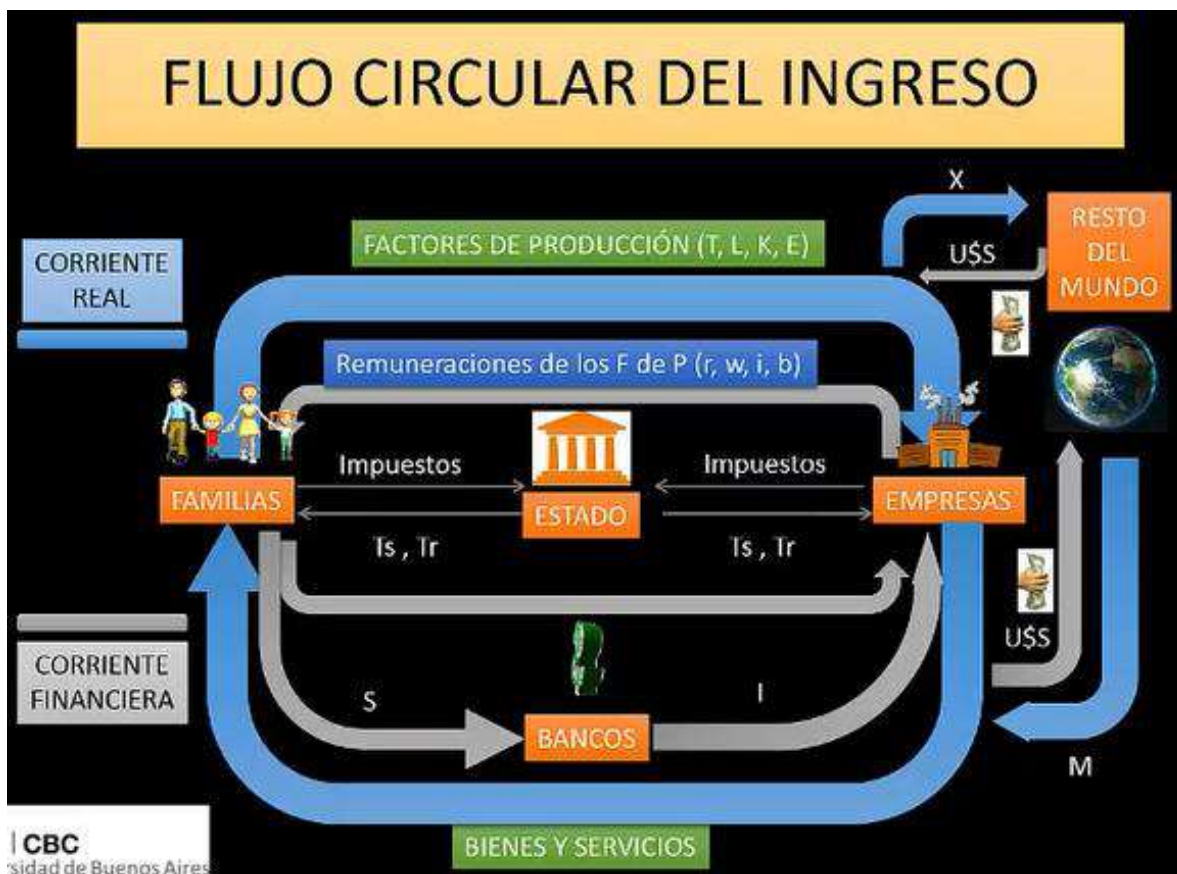 FLUJO CIRCULAR DEL INGRESO
X
RESTO
DEL
MUNDO
FACTORES DE PRODUCCIÓN (T, L, K, E)
U$S
CORRIENTE
REAL
Remuneraciones de los F de P (r, w, i, b)
Impuestos
Impuestos
FAMILIAS
ESTADO
EMPRESAS
Ts , Tr
Ts , Tr
U$S
CORRIENTE
FINANCIERA
S
I
BANCOS
M
CBC
rsidad de Buenos Aires
BIENES Y SERVICIOS